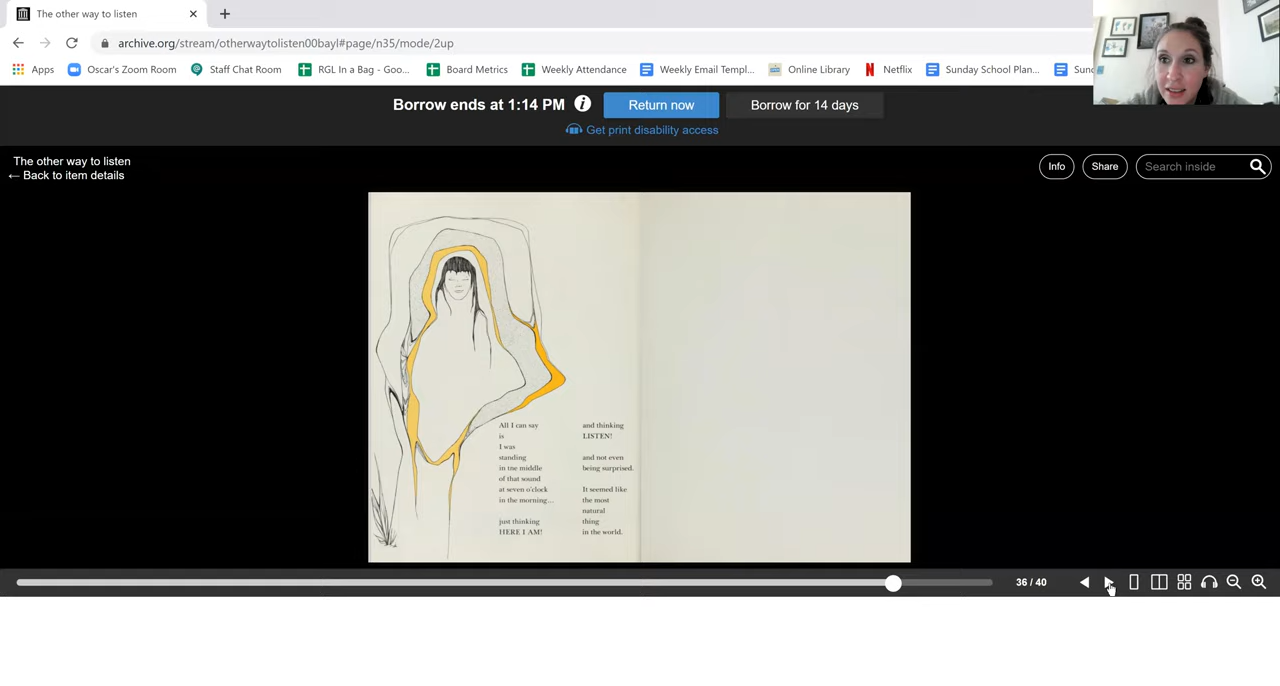 The other way to listen
archive.org/stream/otherwaytolisten00bayl#page/n35/mode/2up
Apps Oscar's Zoom Room Staff Chat Room RGL In a Bag - Goo... Board Metrics Weekly Attendance Weekly Email Templ... Online Library Netflix Sunday School Plan... Sund
Borrow ends at 1:14 PM Return now Borrow for 14 days
Get print disability access
The other way to listen
← Back to item details
Info Share Search inside
All I can say
is
I was
standing
in the middle
of that sound
at seven o'clock
in the morning...
just thinking
HERE I AM!
and thinking
LISTEN!
and not even
being surprised.
It seemed like
the most
natural
thing
in the world.
36 / 40